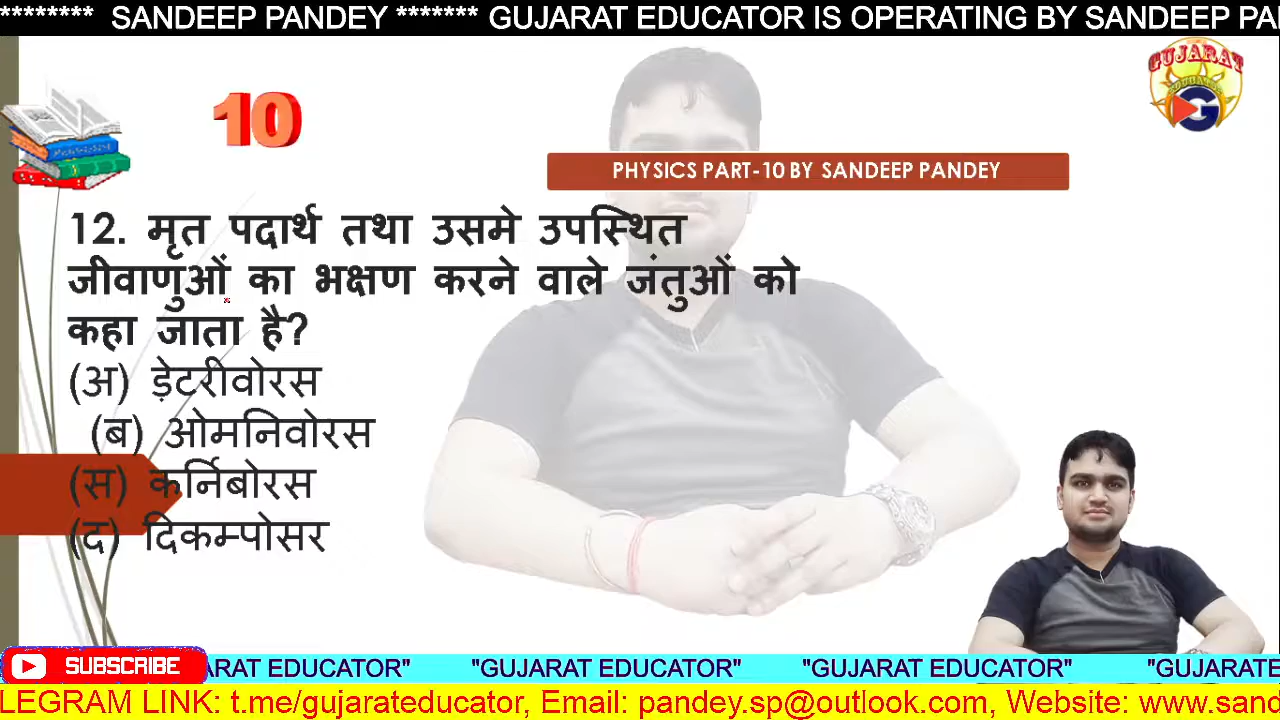 ********  SANDEEP PANDEY ******* GUJARAT EDUCATOR IS OPERATING BY SANDEEP PA
GUJARAT
EDUCATOR
G
10
PHYSICS PART-10 BY SANDEEP PANDEY
12. मृत पदार्थ तथा उसमे उपस्थित
जीवाणुओं का भक्षण करने वाले जंतुओं को
कहा जाता है?
(अ) ड़ेटरीवोरस
(ब) ओमनिवोरस
(स) कर्निबोरस
(द) दिकम्पोसर
SUBSCRIBE
ARAT EDUCATOR" "GUJARAT EDUCATOR" "GUJARAT EDUCATOR" "GUJARATE
LEGRAM LINK: t.me/gujarateducator, Email: pandey.sp@outlook.com, Website: www.sand